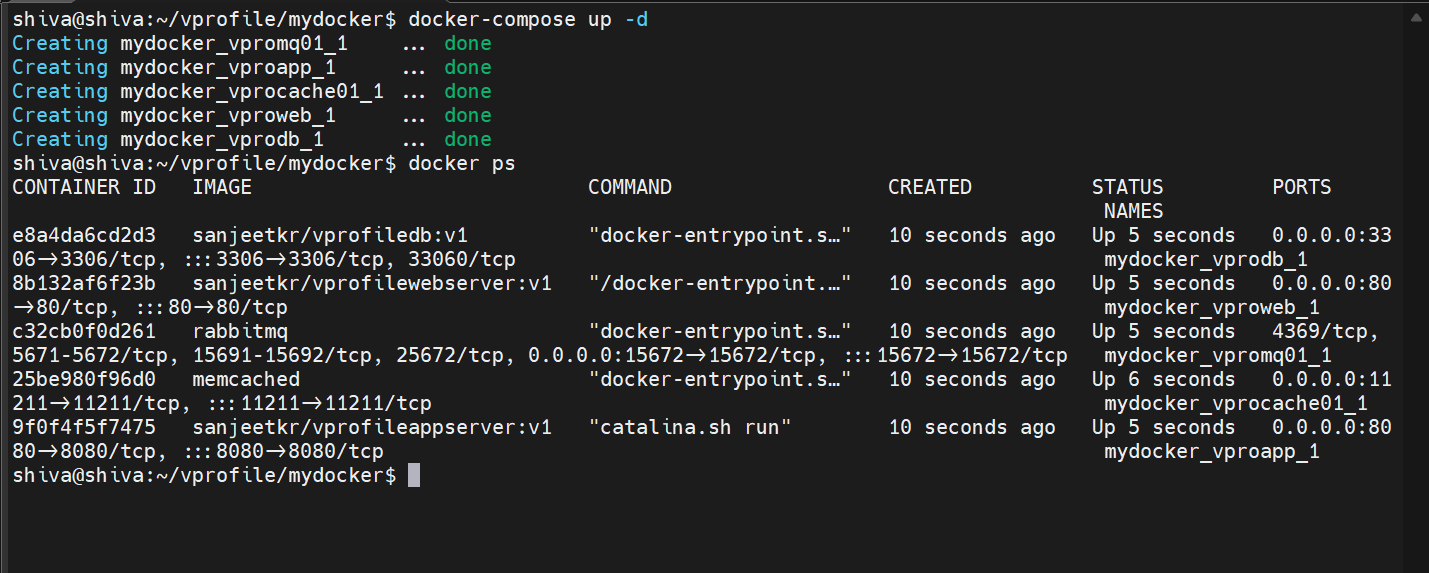 shiva@shiva:~/vprofile/mydocker$ docker-compose up -d
Creating mydocker_vpromq01_1    ... done
Creating mydocker_vproapp_1     ... done
Creating mydocker_vprocache01_1 ... done
Creating mydocker_vproweb_1     ... done
Creating mydocker_vprodb_1      ... done
shiva@shiva:~/vprofile/mydocker$ docker ps
CONTAINER ID   IMAGE                            COMMAND                  CREATED          STATUS         PORTS
NAMES
e8a4da6cd2d3   sanjeetkr/vprofiledb:v1          "docker-entrypoint.s…"   10 seconds ago   Up 5 seconds   0.0.0.0:33
06->3306/tcp, :::3306->3306/tcp, 33060/tcp   mydocker_vprodb_1
8b132af6f23b   sanjeetkr/vprofilewebserver:v1   "/docker-entrypoint.…"   10 seconds ago   Up 5 seconds   0.0.0.0:80
->80/tcp, :::80->80/tcp   mydocker_vproweb_1
c32cb0f0d261   rabbitmq                         "docker-entrypoint.s…"   10 seconds ago   Up 5 seconds   4369/tcp,
5671-5672/tcp, 15691-15692/tcp, 25672/tcp, 0.0.0.0:15672->15672/tcp, :::15672->15672/tcp   mydocker_vpromq01_1
25be980f96d0   memcached                        "docker-entrypoint.s…"   10 seconds ago   Up 6 seconds   0.0.0.0:11
211->11211/tcp, :::11211->11211/tcp   mydocker_vprocache01_1
9f0f4f5f7475   sanjeetkr/vprofileappserver:v1   "catalina.sh run"        10 seconds ago   Up 5 seconds   0.0.0.0:80
80->8080/tcp, :::8080->8080/tcp   mydocker_vproapp_1
shiva@shiva:~/vprofile/mydocker$